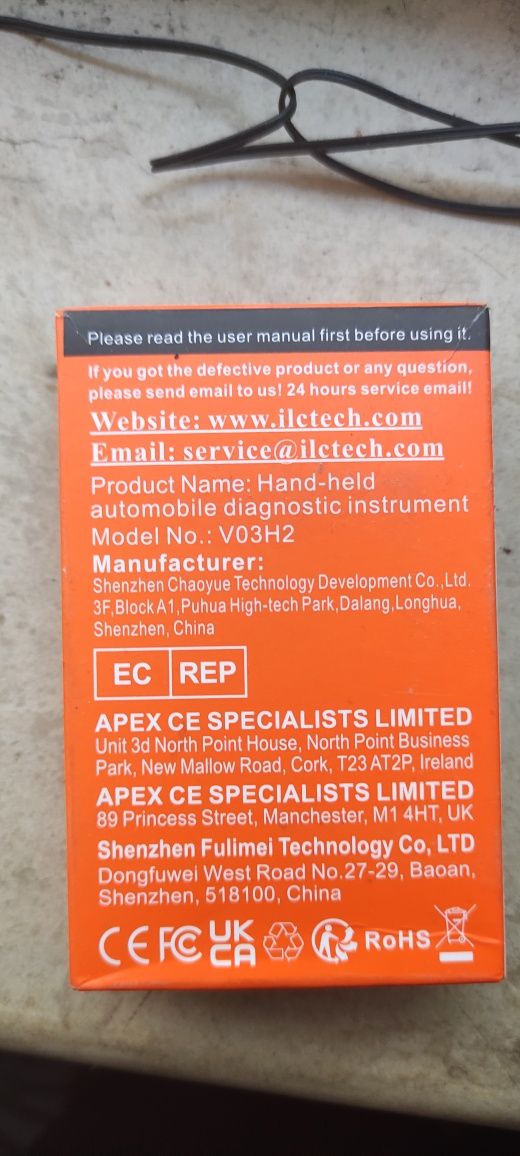 Please read the user manual first before using it.
If you got the defective product or any question,
please send email to us! 24 hours service email!
Website: www.ilctech.com
Email: service@ilctech.com
Product Name: Hand-held
automobile diagnostic instrument
Model No.: V03H2
Manufacturer:
Shenzhen Chaoyue Technology Development Co.,Ltd.
3F,Block A1,Puhua High-tech Park,Dalang,Longhua,
Shenzhen, China
EC REP
APEX CE SPECIALISTS LIMITED
Unit 3d North Point House, North Point Business
Park, New Mallow Road, Cork, T23 AT2P, Ireland
APEX CE SPECIALISTS LIMITED
89 Princess Street, Manchester, M1 4HT, UK
Shenzhen Fulimei Technology Co, LTD
Dongfuwei West Road No.27-29, Baoan,
Shenzhen, 518100, China
CE FC UK CA RoHS